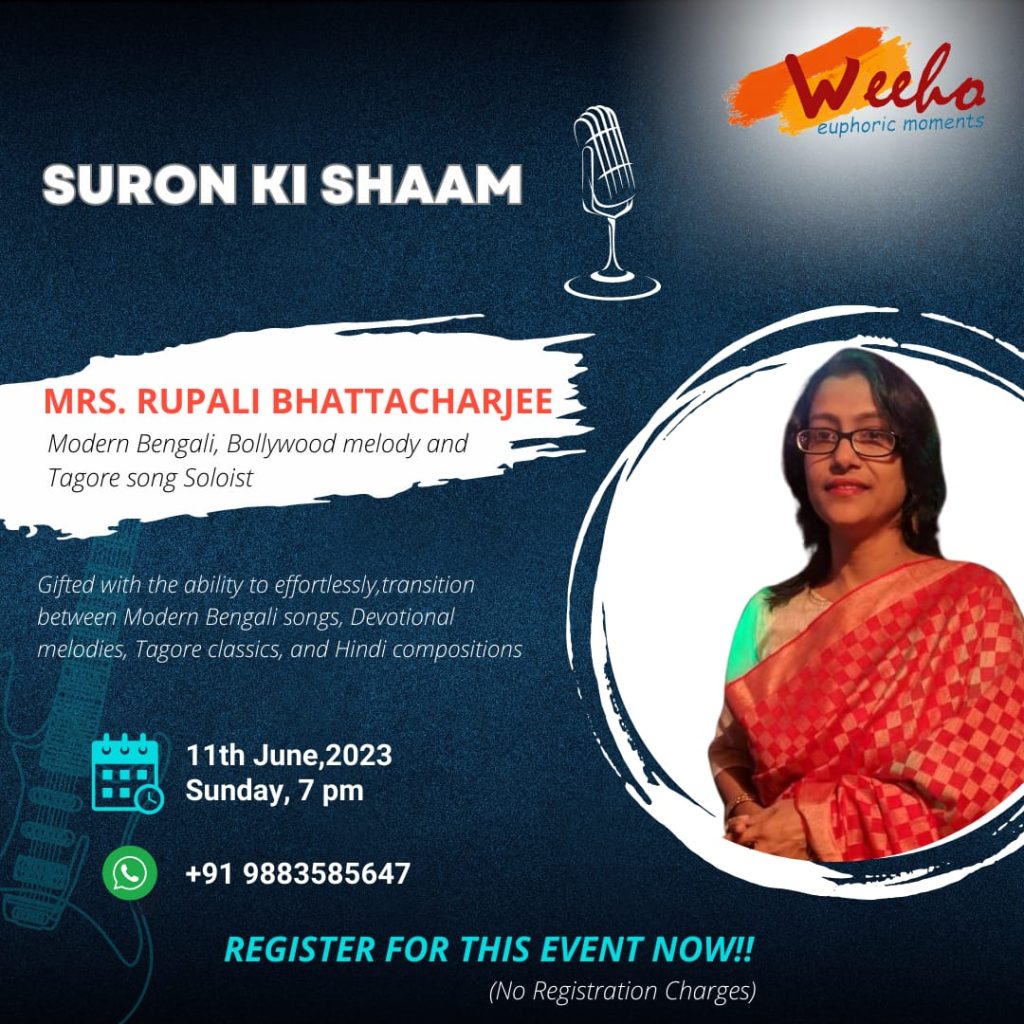 Weeho
euphoric moments
SURON KI SHAAM
MRS. RUPALI BHATTACHARJEE
Modern Bengali, Bollywood melody and
Tagore song Soloist
Gifted with the ability to effortlessly,transition
between Modern Bengali songs, Devotional
melodies, Tagore classics, and Hindi compositions
11th June,2023
Sunday, 7 pm
+91 9883585647
REGISTER FOR THIS EVENT NOW!!
(No Registration Charges)